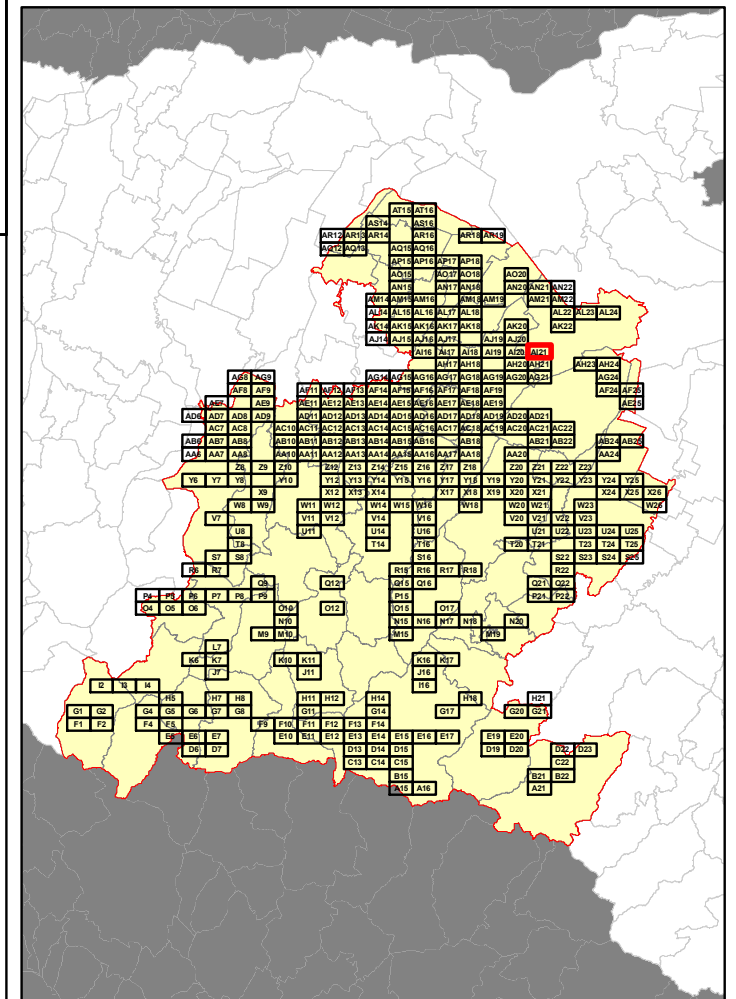 AT15 AT16
AS14 AS16
AR12 AR13 AR14 AR16 AR18 AR19
AQ12 AQ13 AQ15 AQ16
AP15 AP16 AP17 AP18
AO15 AO17 AO18 AO20
AN15 AN17 AN18 AN20 AN21 AN22
AM14 AM15 AM16 AM18 AM19 AM21 AM22
AL14 AL15 AL16 AL17 AL18 AL22 AL23 AL24
AK14 AK15 AK16 AK17 AK18 AK20 AK22
AJ14 AJ15 AJ16 AJ17 AJ19 AJ20
AI16 AI17 AI18 AI19 AI20 AI21
AH17 AH18 AH20 AH21 AH23 AH24
AG8 AG9 AG14 AG15 AG16 AG17 AG18 AG19 AG20 AG21 AG24
AF8 AF9 AF11 AF12 AF13 AF14 AF15 AF16 AF17 AF18 AF19 AF24 AF25
AE7 AE9 AE11 AE12 AE13 AE14 AE15 AE16 AE17 AE18 AE19 AE25
AD6 AD7 AD8 AD9 AD11 AD12 AD13 AD14 AD15 AD16 AD17 AD18 AD19 AD20 AD21
AC7 AC8 AC10 AC11 AC12 AC13 AC14 AC15 AC16 AC17 AC18 AC19 AC20 AC21 AC22
AB6 AB7 AB8 AB10 AB11 AB12 AB13 AB14 AB15 AB16 AB18 AB21 AB22 AB24 AB25
AA6 AA7 AA8 AA10 AA11 AA12 AA13 AA14 AA15 AA16 AA17 AA18 AA20 AA24
Z8 Z9 Z10 Z12 Z13 Z14 Z15 Z16 Z17 Z18 Z20 Z21 Z22 Z23
Y6 Y7 Y8 Y10 Y12 Y13 Y14 Y15 Y16 Y17 Y18 Y19 Y20 Y21 Y22 Y23 Y24 Y25
X9 X12 X13 X14 X17 X18 X19 X20 X21 X24 X25 X26
W8 W9 W11 W12 W14 W15 W16 W18 W20 W21 W23 W26
V7 V11 V12 V14 V16 V20 V21 V22 V23
U8 U11 U14 U16 U21 U22 U23 U24 U25
T8 T14 T16 T20 T21 T23 T24 T25
S7 S8 S16 S22 S23 S24 S25
R6 R7 R15 R16 R17 R18 R22
Q9 Q12 Q15 Q16 Q21 Q22
P4 P5 P6 P7 P8 P9 P15 P21 P22
O4 O5 O6 O10 O12 O15 O17
N10 N15 N16 N17 N18 N20
M9 M10 M15 M19
L7
K6 K7 K10 K11 K16 K17
J7 J11 J16
I2 I3 I4 I16
H5 H7 H8 H11 H12 H14 H18 H21
G1 G2 G4 G5 G6 G7 G8 G11 G14 G17 G20 G21
F1 F2 F4 F5 F9 F10 F11 F12 F13 F14
E5 E6 E7 E10 E11 E12 E13 E14 E15 E16 E17 E19 E20
D6 D7 D13 D14 D15 D19 D20 D22 D23
C13 C14 C15 C22
B15 B21 B22
A15 A16 A21